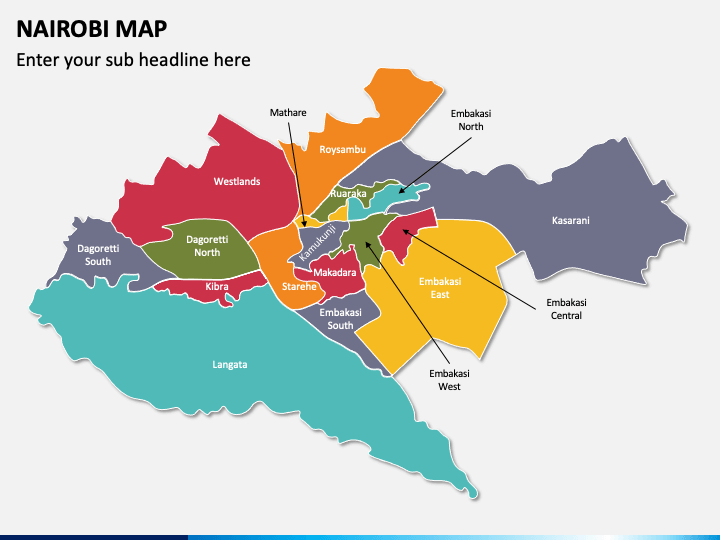 NAIROBI MAP
Enter your sub headline here
Mathare
Embakasi
North
Roysambu
Westlands
Ruaraka
Kasarani
Dagoretti
South
Dagoretti
North
Kamukunji
Makadara
Kibra
Starehe
Embakasi
East
Embakasi
Central
Embakasi
South
Langata
Embakasi
West